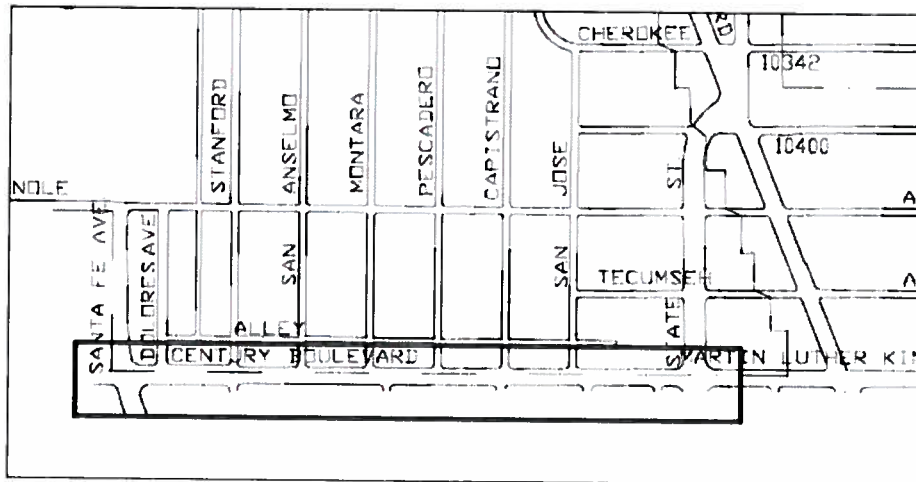 RD
CHEROKEE
10342
10400
STANFORD
SAN ANSELMO
MONTARA
PESCADERO
CAPISTRANO
SAN JOSE
STATE ST
NOLE
A
SANTA FE AVE
DOLORES AVE
TECUMSEH
A
ALLEY
CENTURY BOULEVARD
MARTIN LUTHER KIN